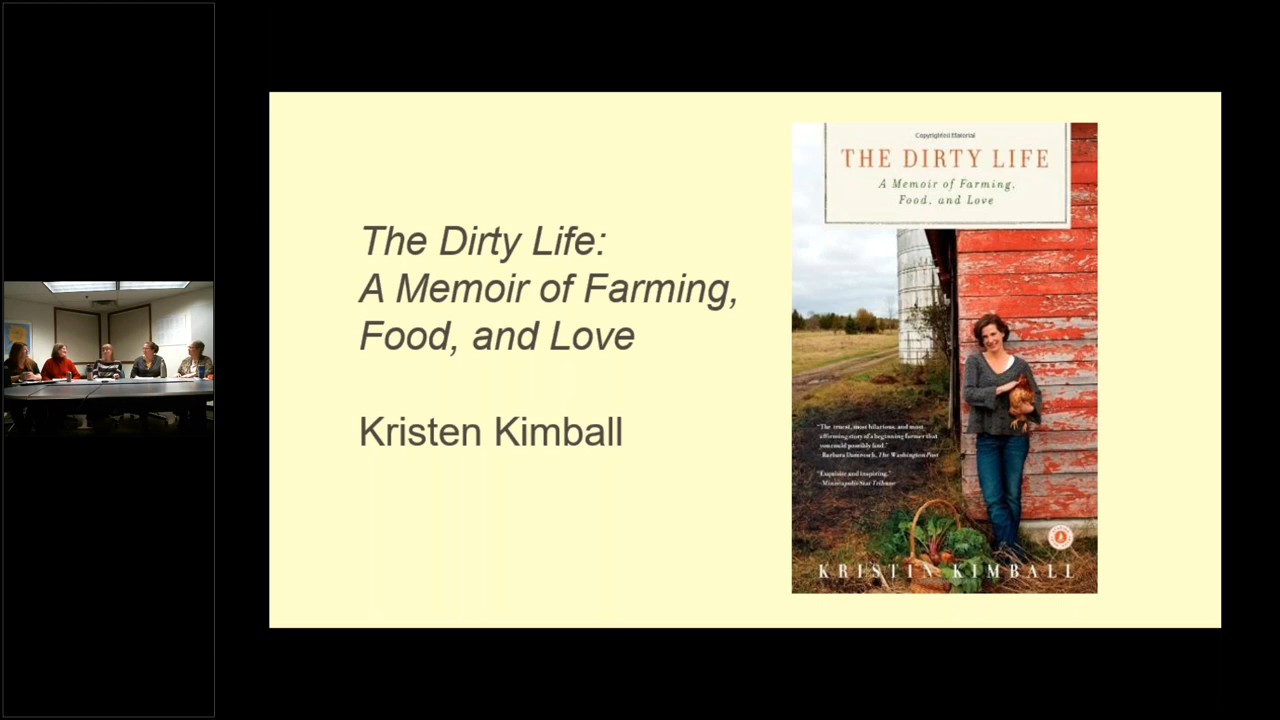 The Dirty Life:
A Memoir of Farming,
Food, and Love
Kristen Kimball
Copyrighted Material
THE DIRTY LIFE
A Memoir of Farming,
Food, and Love
"The truest, most hilarious, and most
affirming story of a beginning farmer that
you could possibly find."
-Barbara Damrosch, The Washington Post
"Exquisite and inspiring."
-Minneapolis Star Tribune
KRISTIN KIMBALL